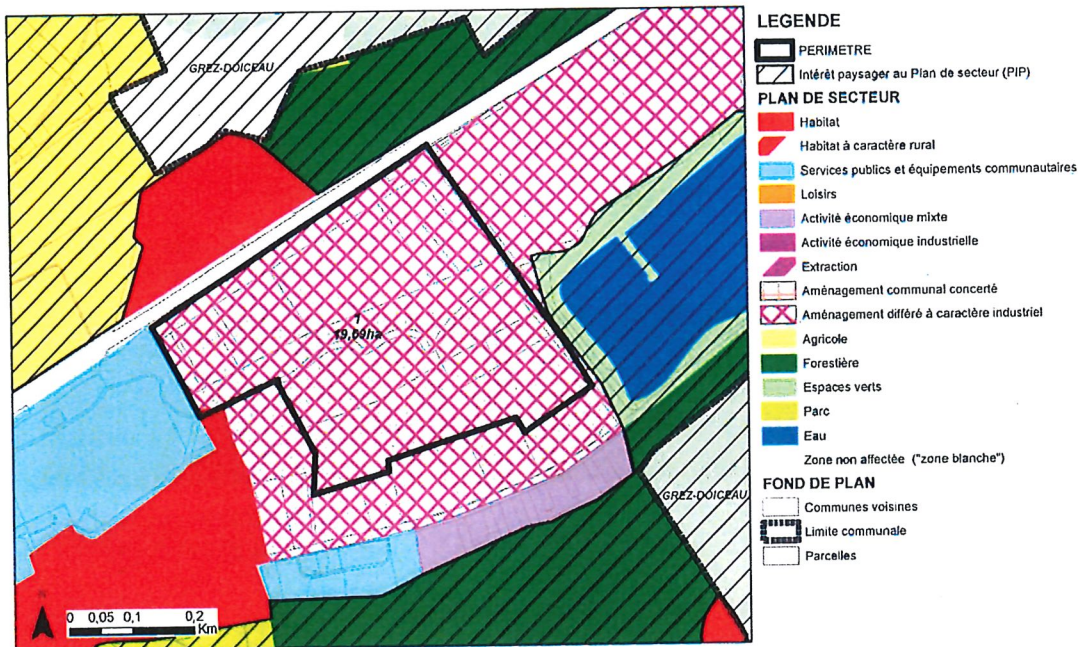 GREZ-DOICEAU
1
19,69ha
GREZ-DOICEAU
0 0,05 0,1 0,2
Km
LEGENDE
PERIMETRE
Intérêt paysager au Plan de secteur (PIP)
PLAN DE SECTEUR
Habitat
Habitat à caractère rural
Services publics et équipements communautaires
Loisirs
Activité économique mixte
Activité économique industrielle
Extraction
Aménagement communal concerté
Aménagement différé à caractère industriel
Agricole
Forestière
Espaces verts
Parc
Eau
Zone non affectée ("zone blanche")
FOND DE PLAN
Communes voisines
Limite communale
Parcelles